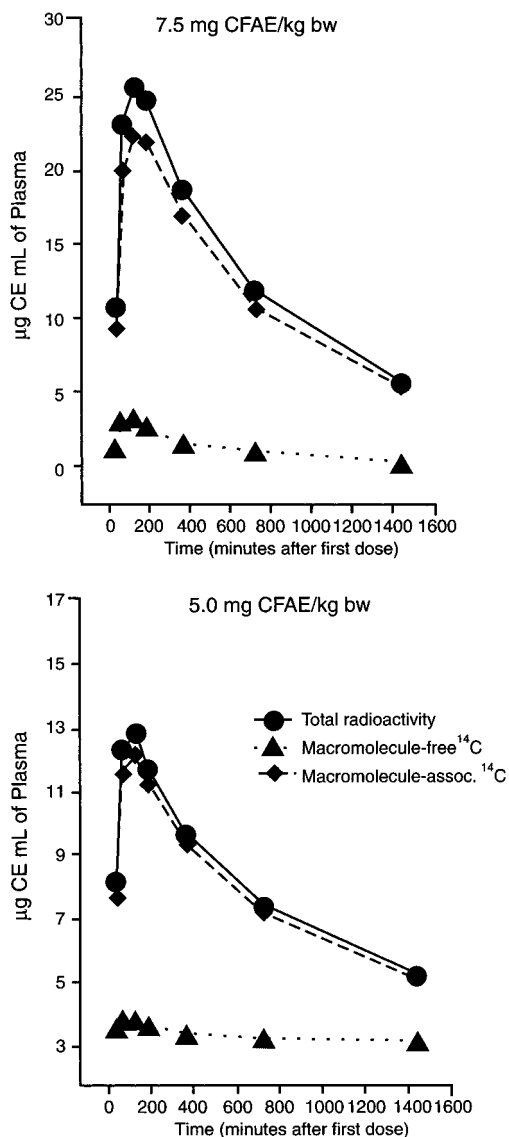 7.5 mg CFAE/kg bw
30
25
20
15
10
5
0
µg CE mL of Plasma
0 200 400 600 800 1000 1200 1400 1600
Time (minutes after first dose)
5.0 mg CFAE/kg bw
17
15
13
11
9
7
5
3
µg CE mL of Plasma
Total radioactivity
Macromolecule-free 14C
Macromolecule-assoc. 14C
0 200 400 600 800 1000 1200 1400 1600
Time (minutes after first dose)